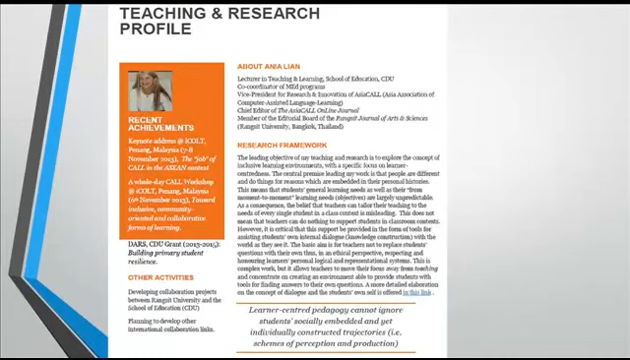 TEACHING & RESEARCH
PROFILE
RECENT
ACHIEVEMENTS
Keynote address @ iCOLT,
Penang, Malaysia (7-8
November 2013), The "job" of
CALL in the ASEAN context
A whole-day CALL Workshop
@ iCOLT, Penang, Malaysia
(6th November 2013), Toward
inclusive, community-
oriented and collaborative
forms of learning.
DARS, CDU Grant (2013-2015):
Building primary student
resilience.
OTHER ACTIVITIES
Developing collaboration projects
between Rangsit University and the
School of Education (CDU)
Planning to develop other
international collaboration links.
ABOUT ANIA LIAN
Lecturer in Teaching & Learning, School of Education, CDU
Co-coordinator of MEd programs
Vice-President for Research & Innovation of AsiaCALL (Asia Association of
Computer-Assisted Language-Learning)
Chief Editor of The AsiaCALL OnLine Journal
Member of the Editorial Board of the Rangsit Journal of Arts & Sciences
(Rangsit University, Bangkok, Thailand)
RESEARCH FRAMEWORK
The leading objective of my teaching and research is to explore the concept of
inclusive learning environments, with a specific focus on learner-
centredness. The central premise leading my work is that people are different
and do things for reasons which are embedded in their personal histories.
This means that students' general learning needs as well as their "from
moment-to-moment" learning needs (objectives) are largely unpredictable.
As a consequence, the belief that teachers can tailor their teaching to the
needs of every single student in a class context is misleading. This does not
mean that teachers can do nothing to support students in classroom contexts.
However, it is critical that this support be provided in the form of tools for
assisting students' own internal dialogue (knowledge construction) with the
world as they see it. The basic aim is for teachers not to replace students'
questions with their own but, in an ethical perspective, respecting and
honouring learners' personal logical and representational systems. This is
complex work, but it allows teachers to move their focus away from teaching
and concentrate on creating an environment able to provide students with
tools for finding answers to their own questions. A more detailed elaboration
on the concept of dialogue and the students' own self is offered in this link.
Learner-centred pedagogy cannot ignore
students' socially embedded and yet
individually constructed trajectories (i.e.
schemes of perception and production)